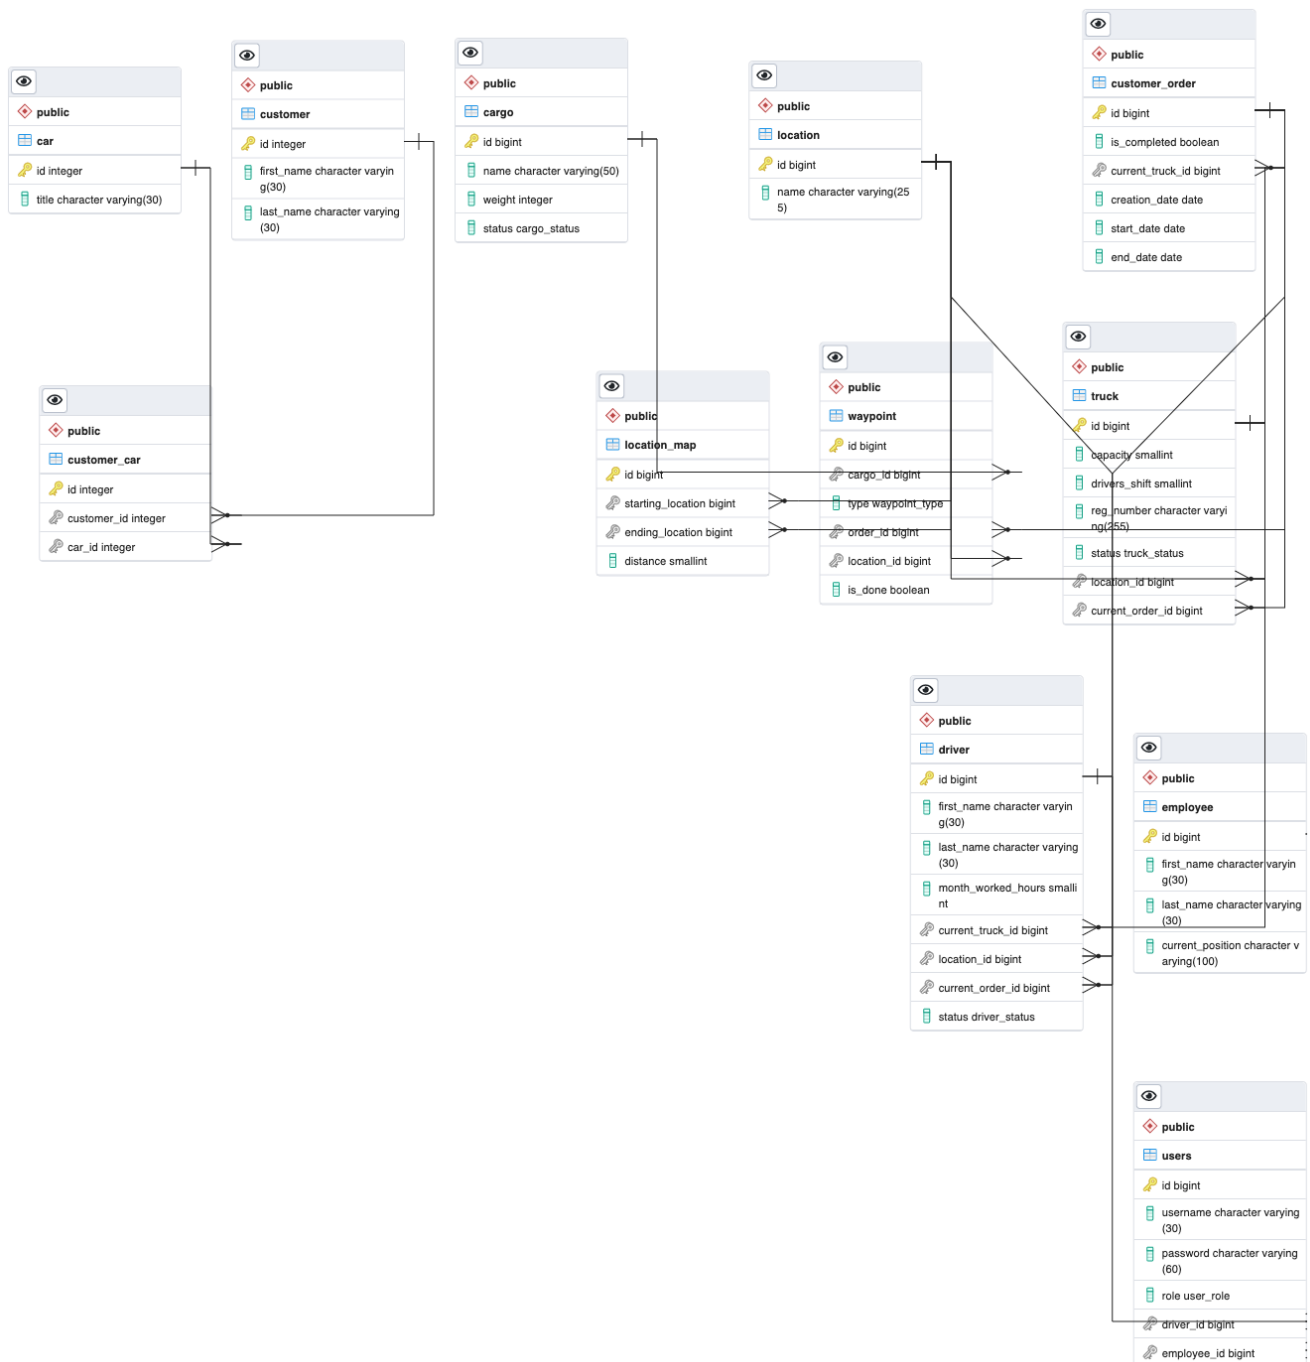 public
car
id integer
title character varying(30)
public
customer
id integer
first_name character varyin
g(30)
last_name character varying
(30)
public
cargo
id bigint
name character varying(50)
weight integer
status cargo_status
public
location
id bigint
name character varying(25
5)
public
customer_order
id bigint
is_completed boolean
current_truck_id bigint
creation_date date
start_date date
end_date date
public
customer_car
id integer
customer_id integer
car_id integer
public
location_map
id bigint
starting_location bigint
ending_location bigint
distance smallint
public
waypoint
id bigint
cargo_id bigint
type waypoint_type
order_id bigint
location_id bigint
is_done boolean
public
truck
id bigint
capacity smallint
drivers_shift smallint
reg_number character varyi
ng(255)
status truck_status
location_id bigint
current_order_id bigint
public
driver
id bigint
first_name character varyin
g(30)
last_name character varying
(30)
month_worked_hours smalli
nt
current_truck_id bigint
location_id bigint
current_order_id bigint
status driver_status
public
employee
id bigint
first_name character varyin
g(30)
last_name character varying
(30)
current_position character v
arying(100)
public
users
id bigint
username character varying
(30)
password character varying
(60)
role user_role
driver_id bigint
employee_id bigint